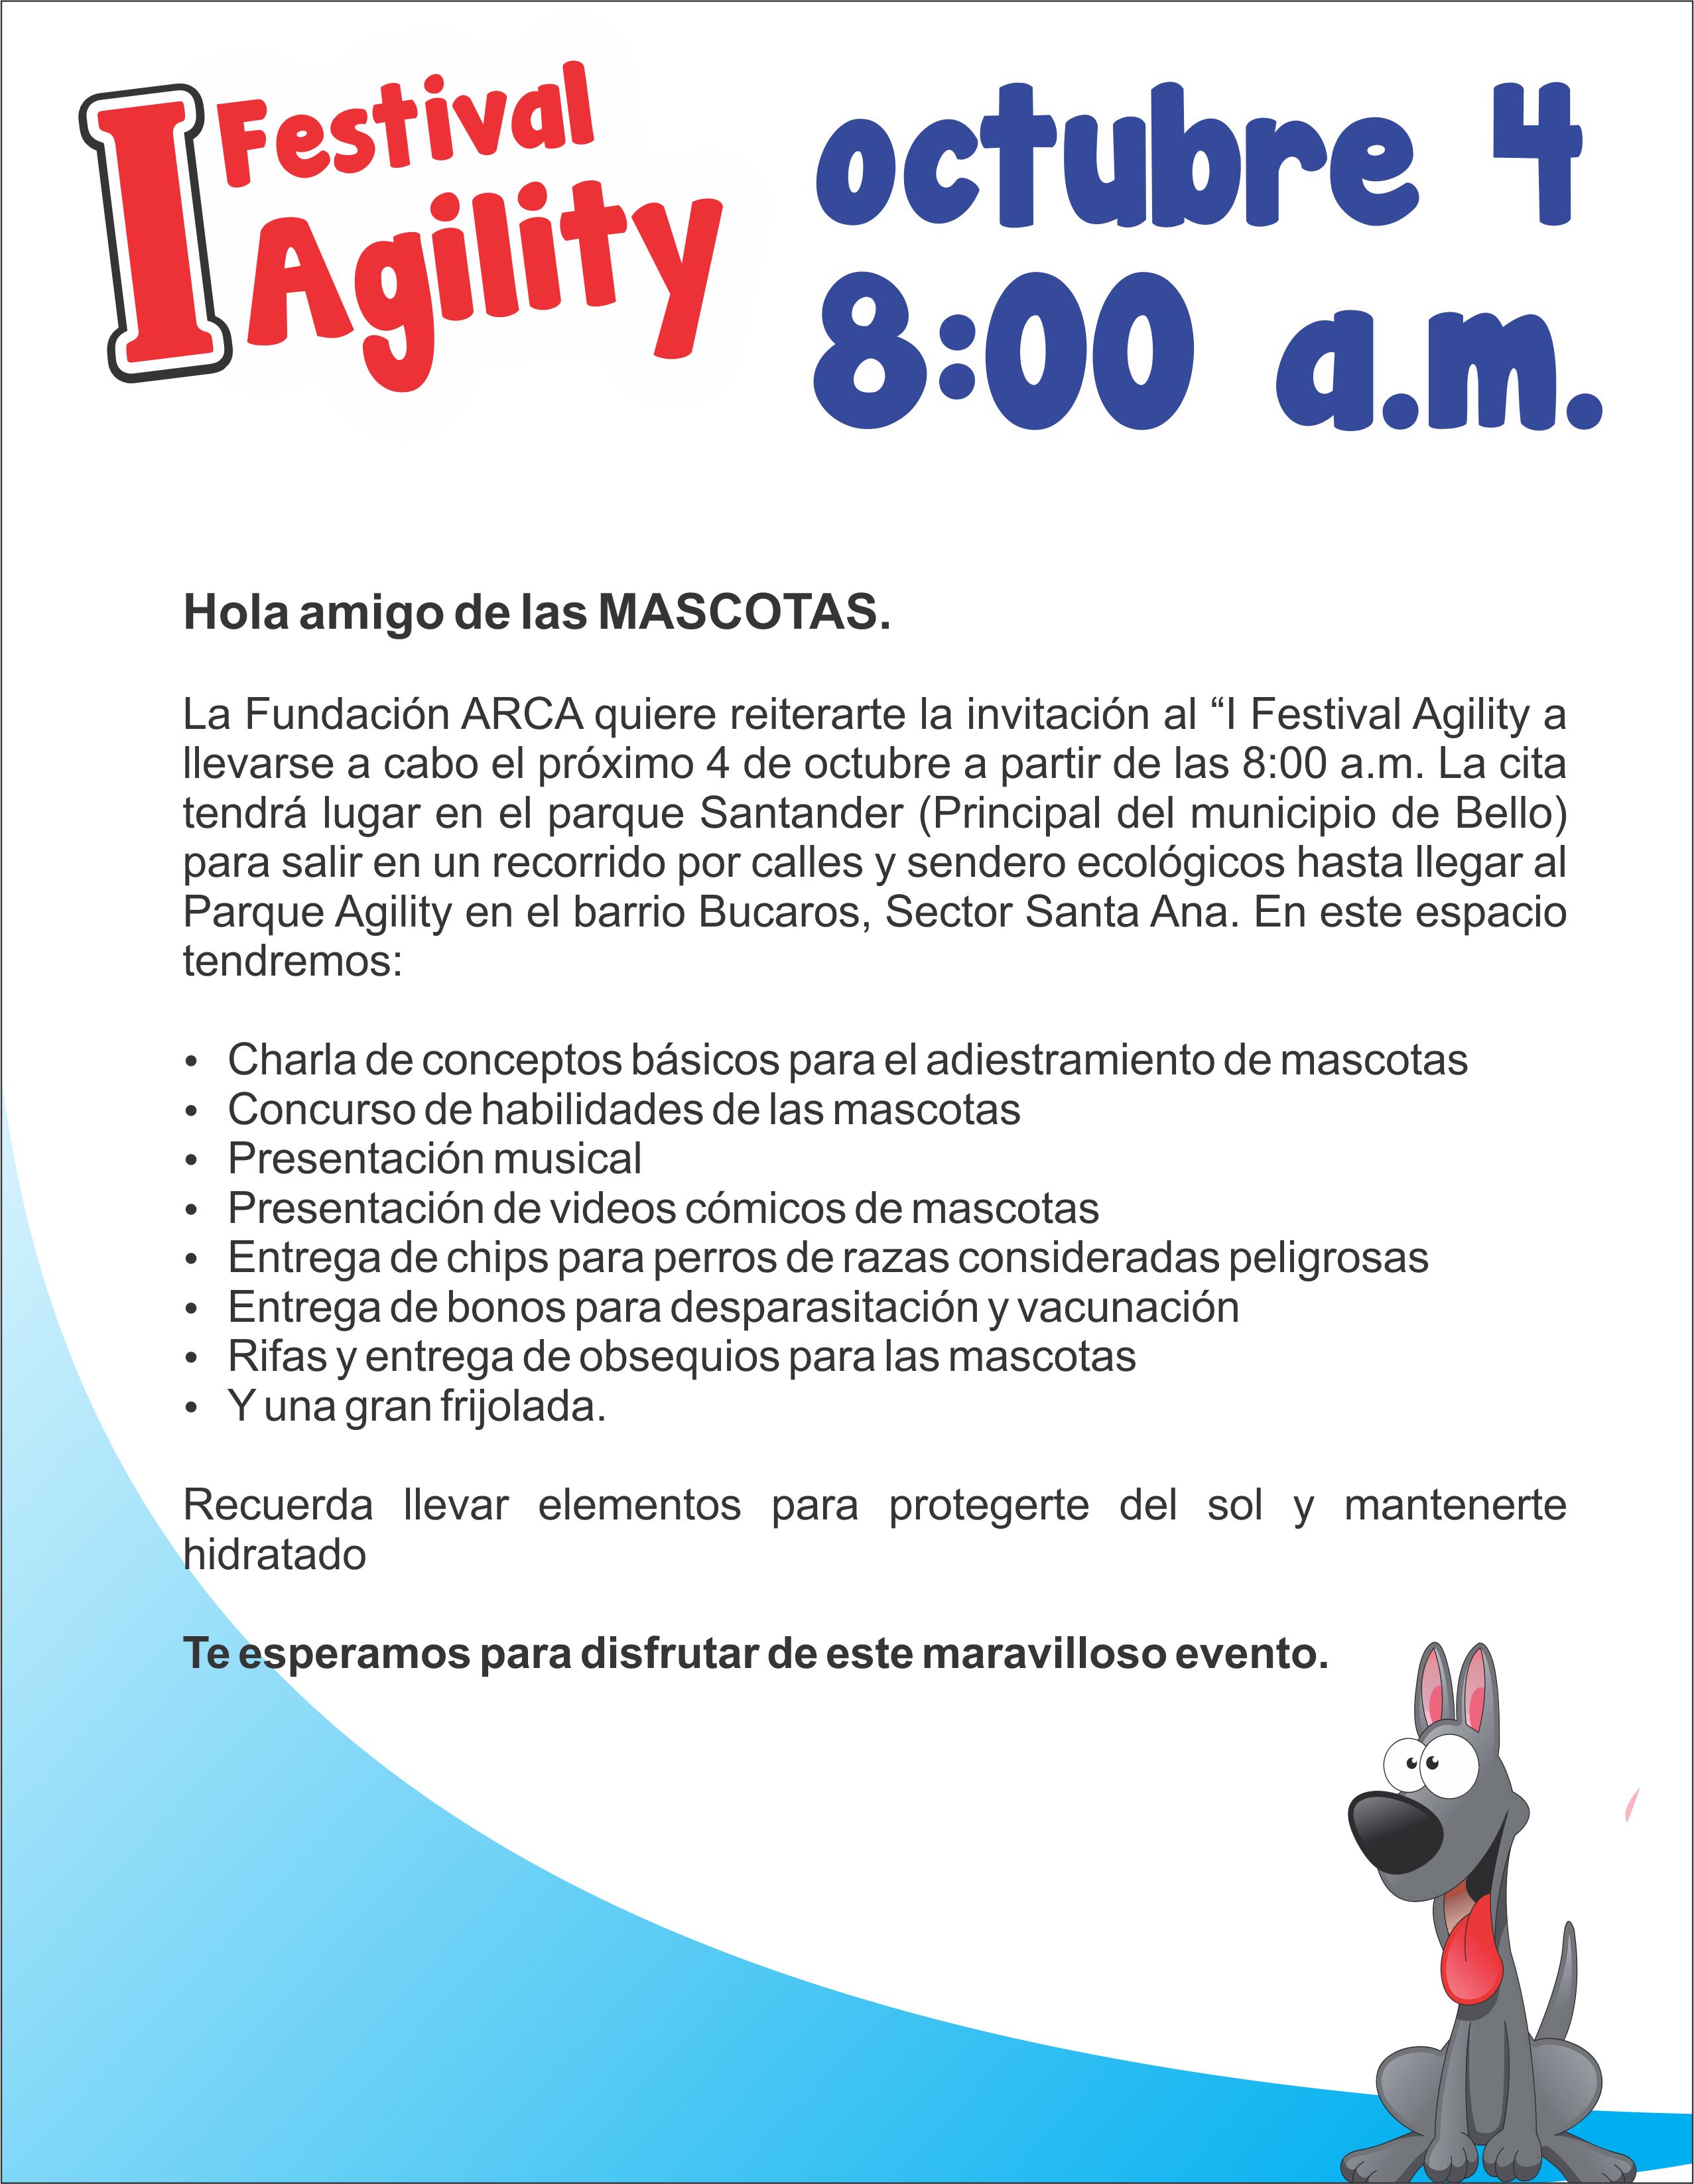 I Festival
Agility
octubre 4
8:00 a.m.
Hola amigo de las MASCOTAS.
La Fundación ARCA quiere reiterarte la invitación al “I Festival Agility a
llevarse a cabo el próximo 4 de octubre a partir de las 8:00 a.m. La cita
tendrá lugar en el parque Santander (Principal del municipio de Bello)
para salir en un recorrido por calles y sendero ecológicos hasta llegar al
Parque Agility en el barrio Bucaros, Sector Santa Ana. En este espacio
tendremos:
• Charla de conceptos básicos para el adiestramiento de mascotas
• Concurso de habilidades de las mascotas
• Presentación musical
• Presentación de videos cómicos de mascotas
• Entrega de chips para perros de razas consideradas peligrosas
• Entrega de bonos para desparasitación y vacunación
• Rifas y entrega de obsequios para las mascotas
• Y una gran frijolada.
Recuerda llevar elementos para protegerte del sol y mantenerte
hidratado
Te esperamos para disfrutar de este maravilloso evento.